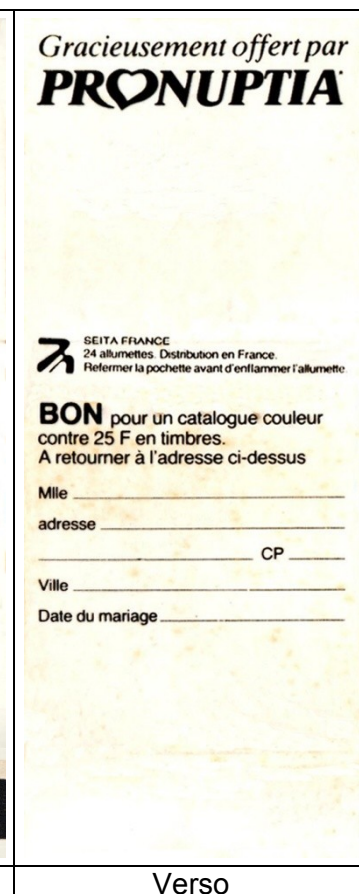 Gracieusement offert par
PRONUPTIA
SEITA FRANCE
24 allumettes. Distribution en France.
Refermer la pochette avant d'enflammer l'allumette.
BON pour un catalogue couleur
contre 25 F en timbres.
A retourner à l'adresse ci-dessus
Mlle
adresse
CP
Ville
Date du mariage
Verso